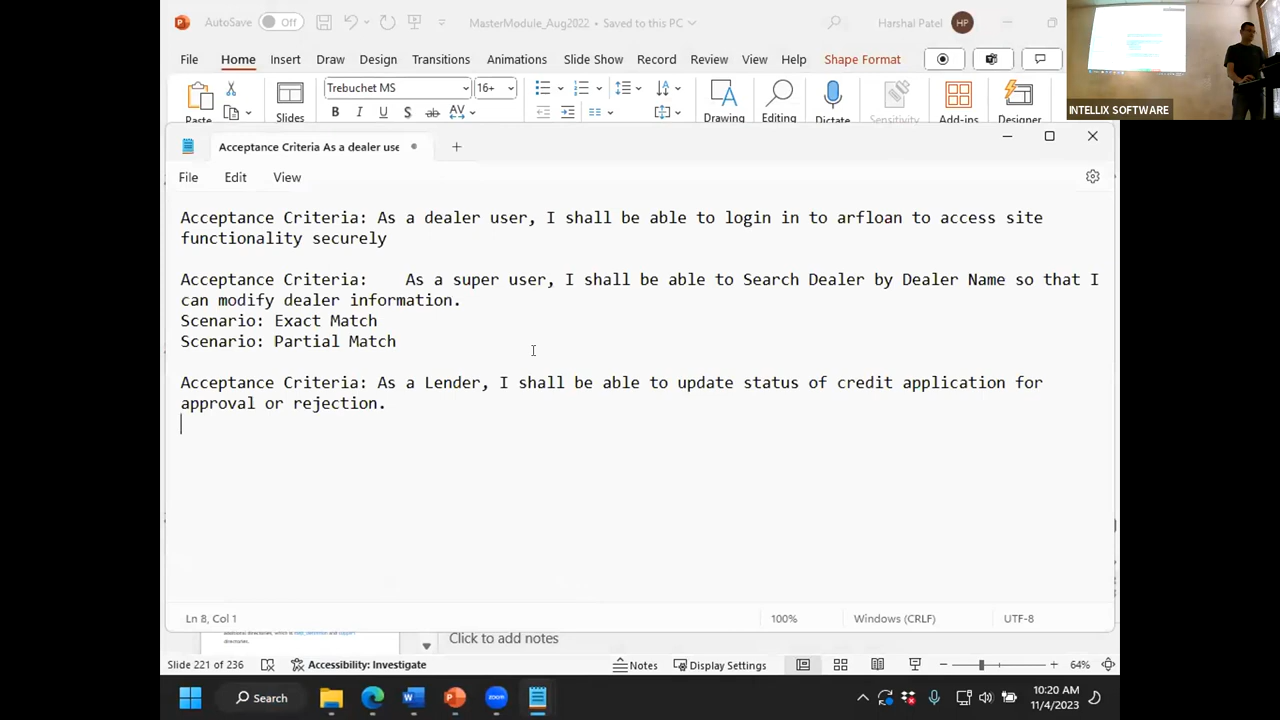 AutoSave Off MasterModule_Aug2022 • Saved to this PC Harshal Patel HP
File Home Insert Draw Design Transitions Animations Slide Show Record Review View Help Shape Format
Trebuchet MS 16+
B I U S ab AV
Paste Slides Drawing Editing Dictate Sensitivity Add-ins Designer
INTELLIX SOFTWARE
Acceptance Criteria As a dealer use
File Edit View
Acceptance Criteria: As a dealer user, I shall be able to login in to arfloan to access site
functionality securely
Acceptance Criteria: As a super user, I shall be able to Search Dealer by Dealer Name so that I
can modify dealer information.
Scenario: Exact Match
Scenario: Partial Match
Acceptance Criteria: As a Lender, I shall be able to update status of credit application for
approval or rejection.
Ln 8, Col 1 100% Windows (CRLF) UTF-8
directories.
Click to add notes
Slide 221 of 236 Accessibility: Investigate Notes Display Settings 64%
Search zoom 10:20 AM
11/4/2023